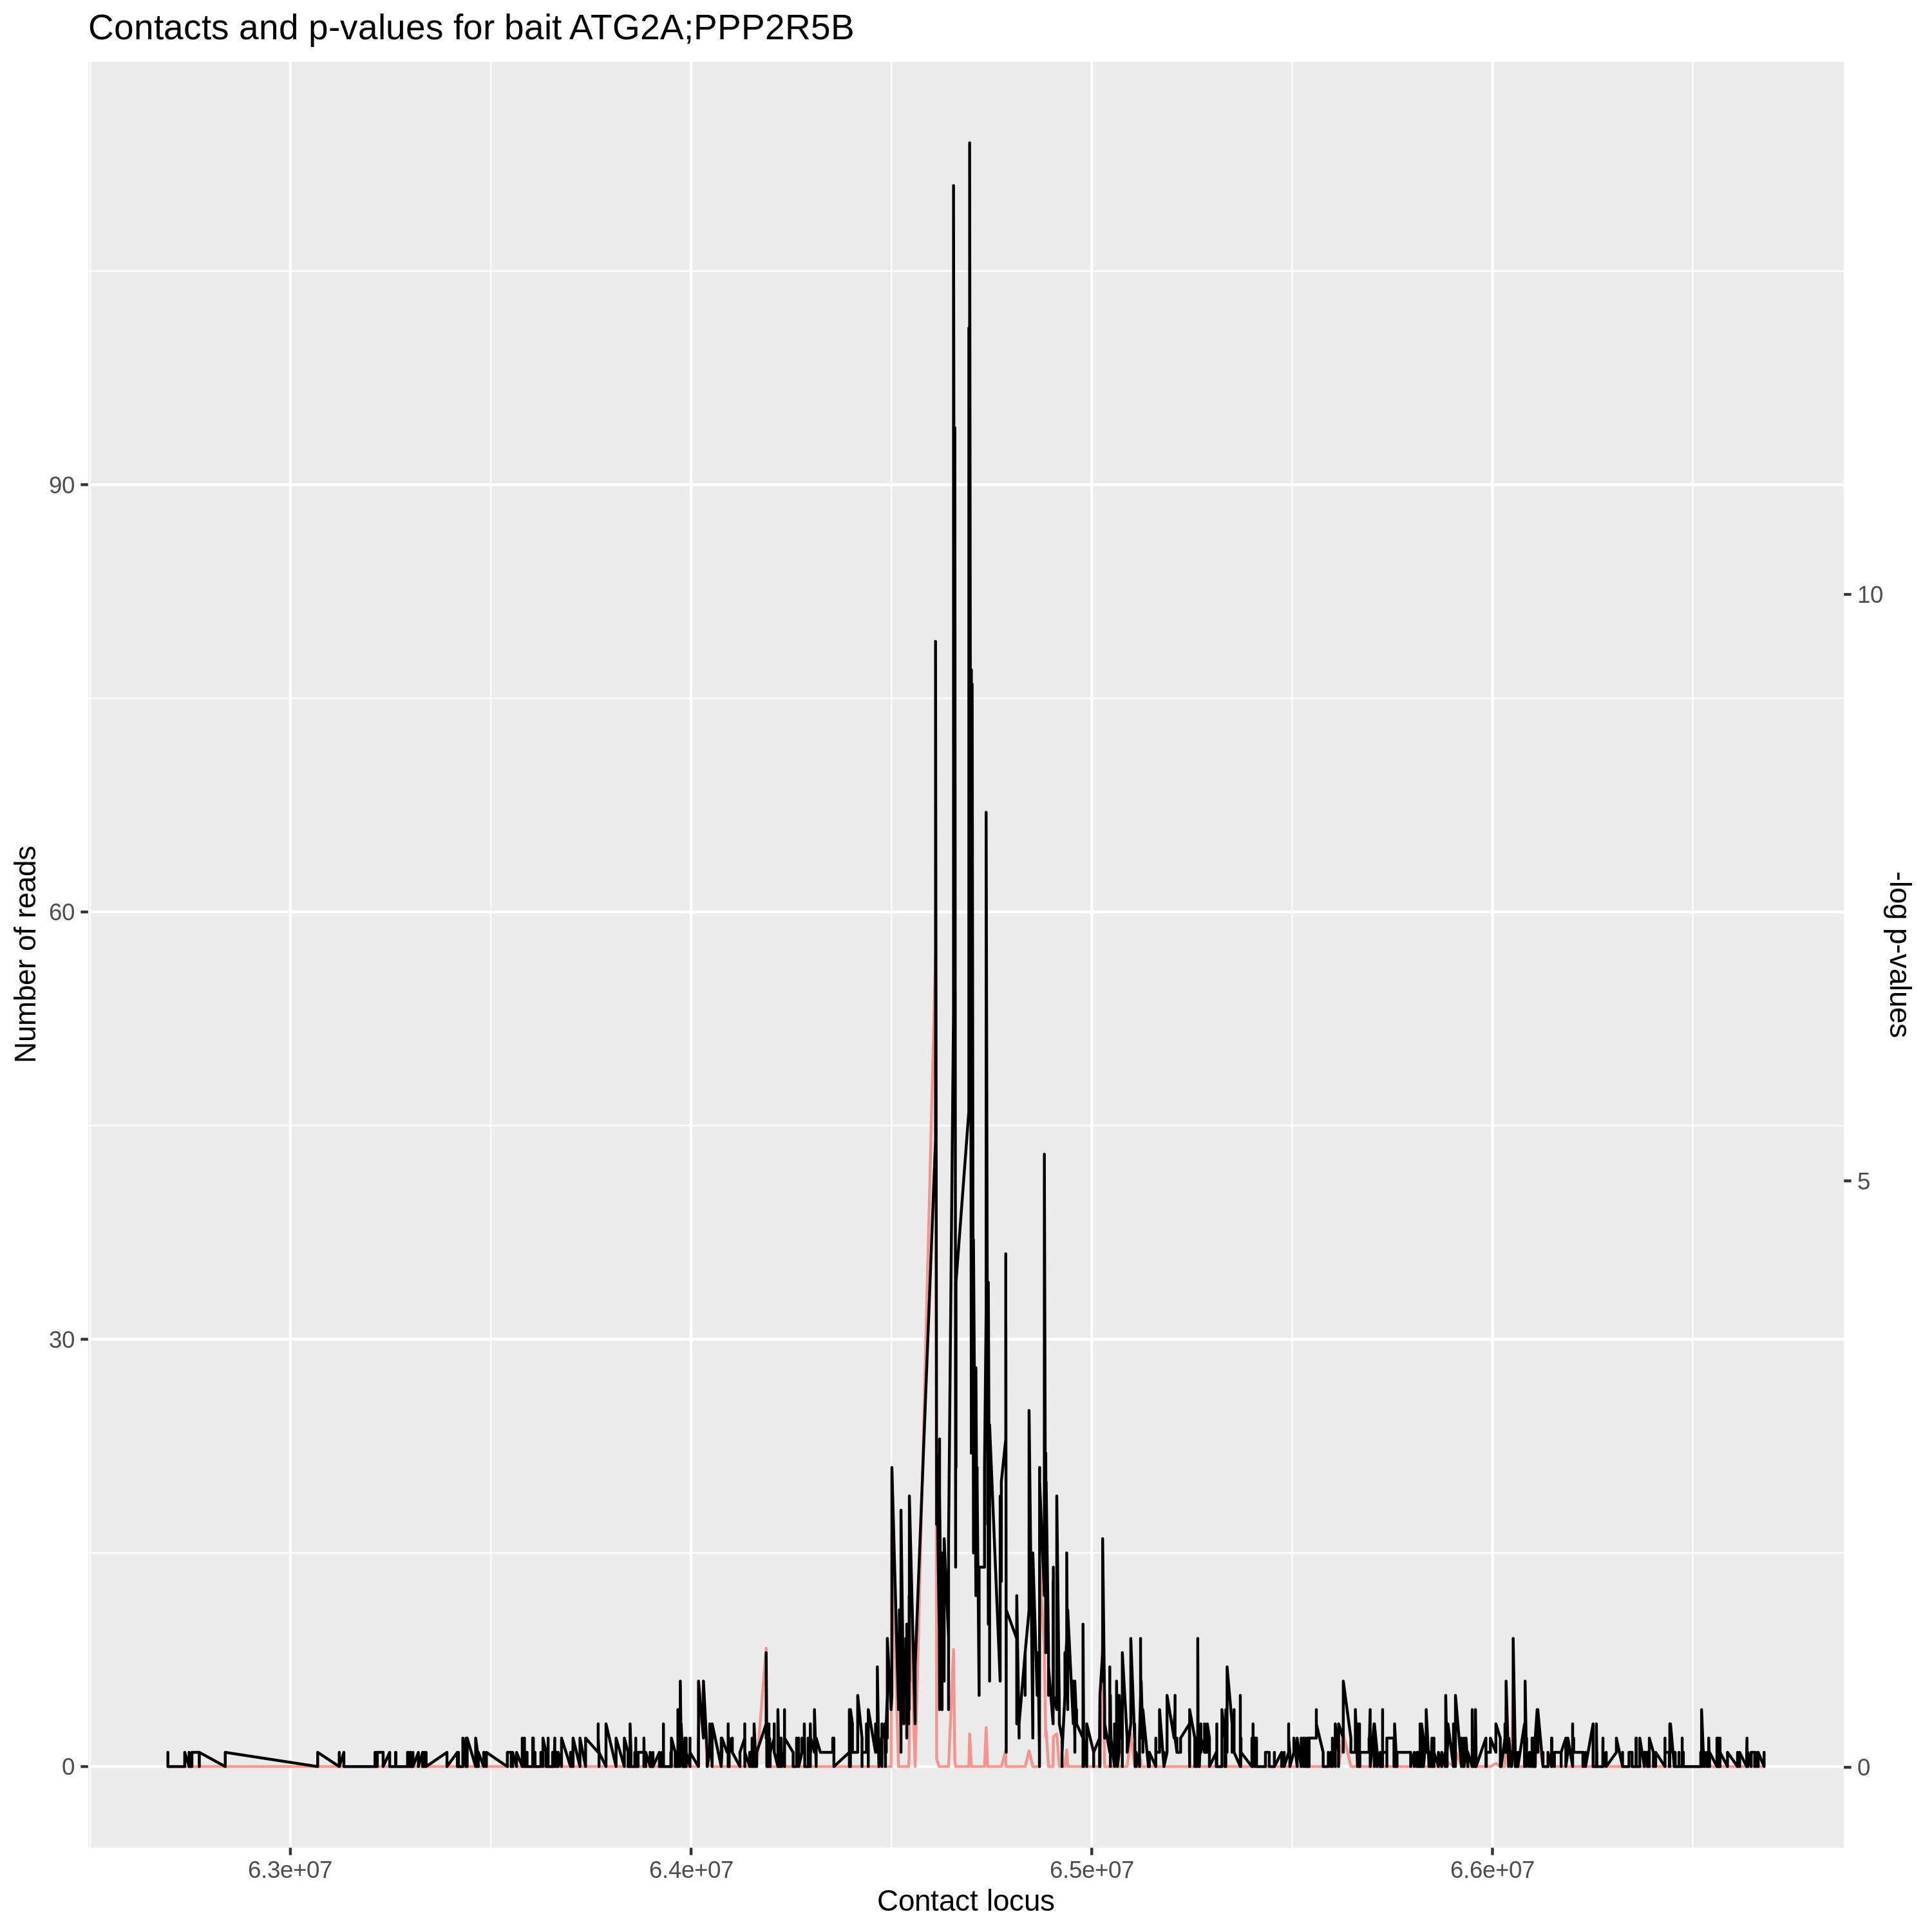 Contacts and p-values for bait ATG2A;PPP2R5B
90
60
30
0
Number of reads
10
5
0
-log p-values
6.3e+07
6.4e+07
6.5e+07
6.6e+07
Contact locus